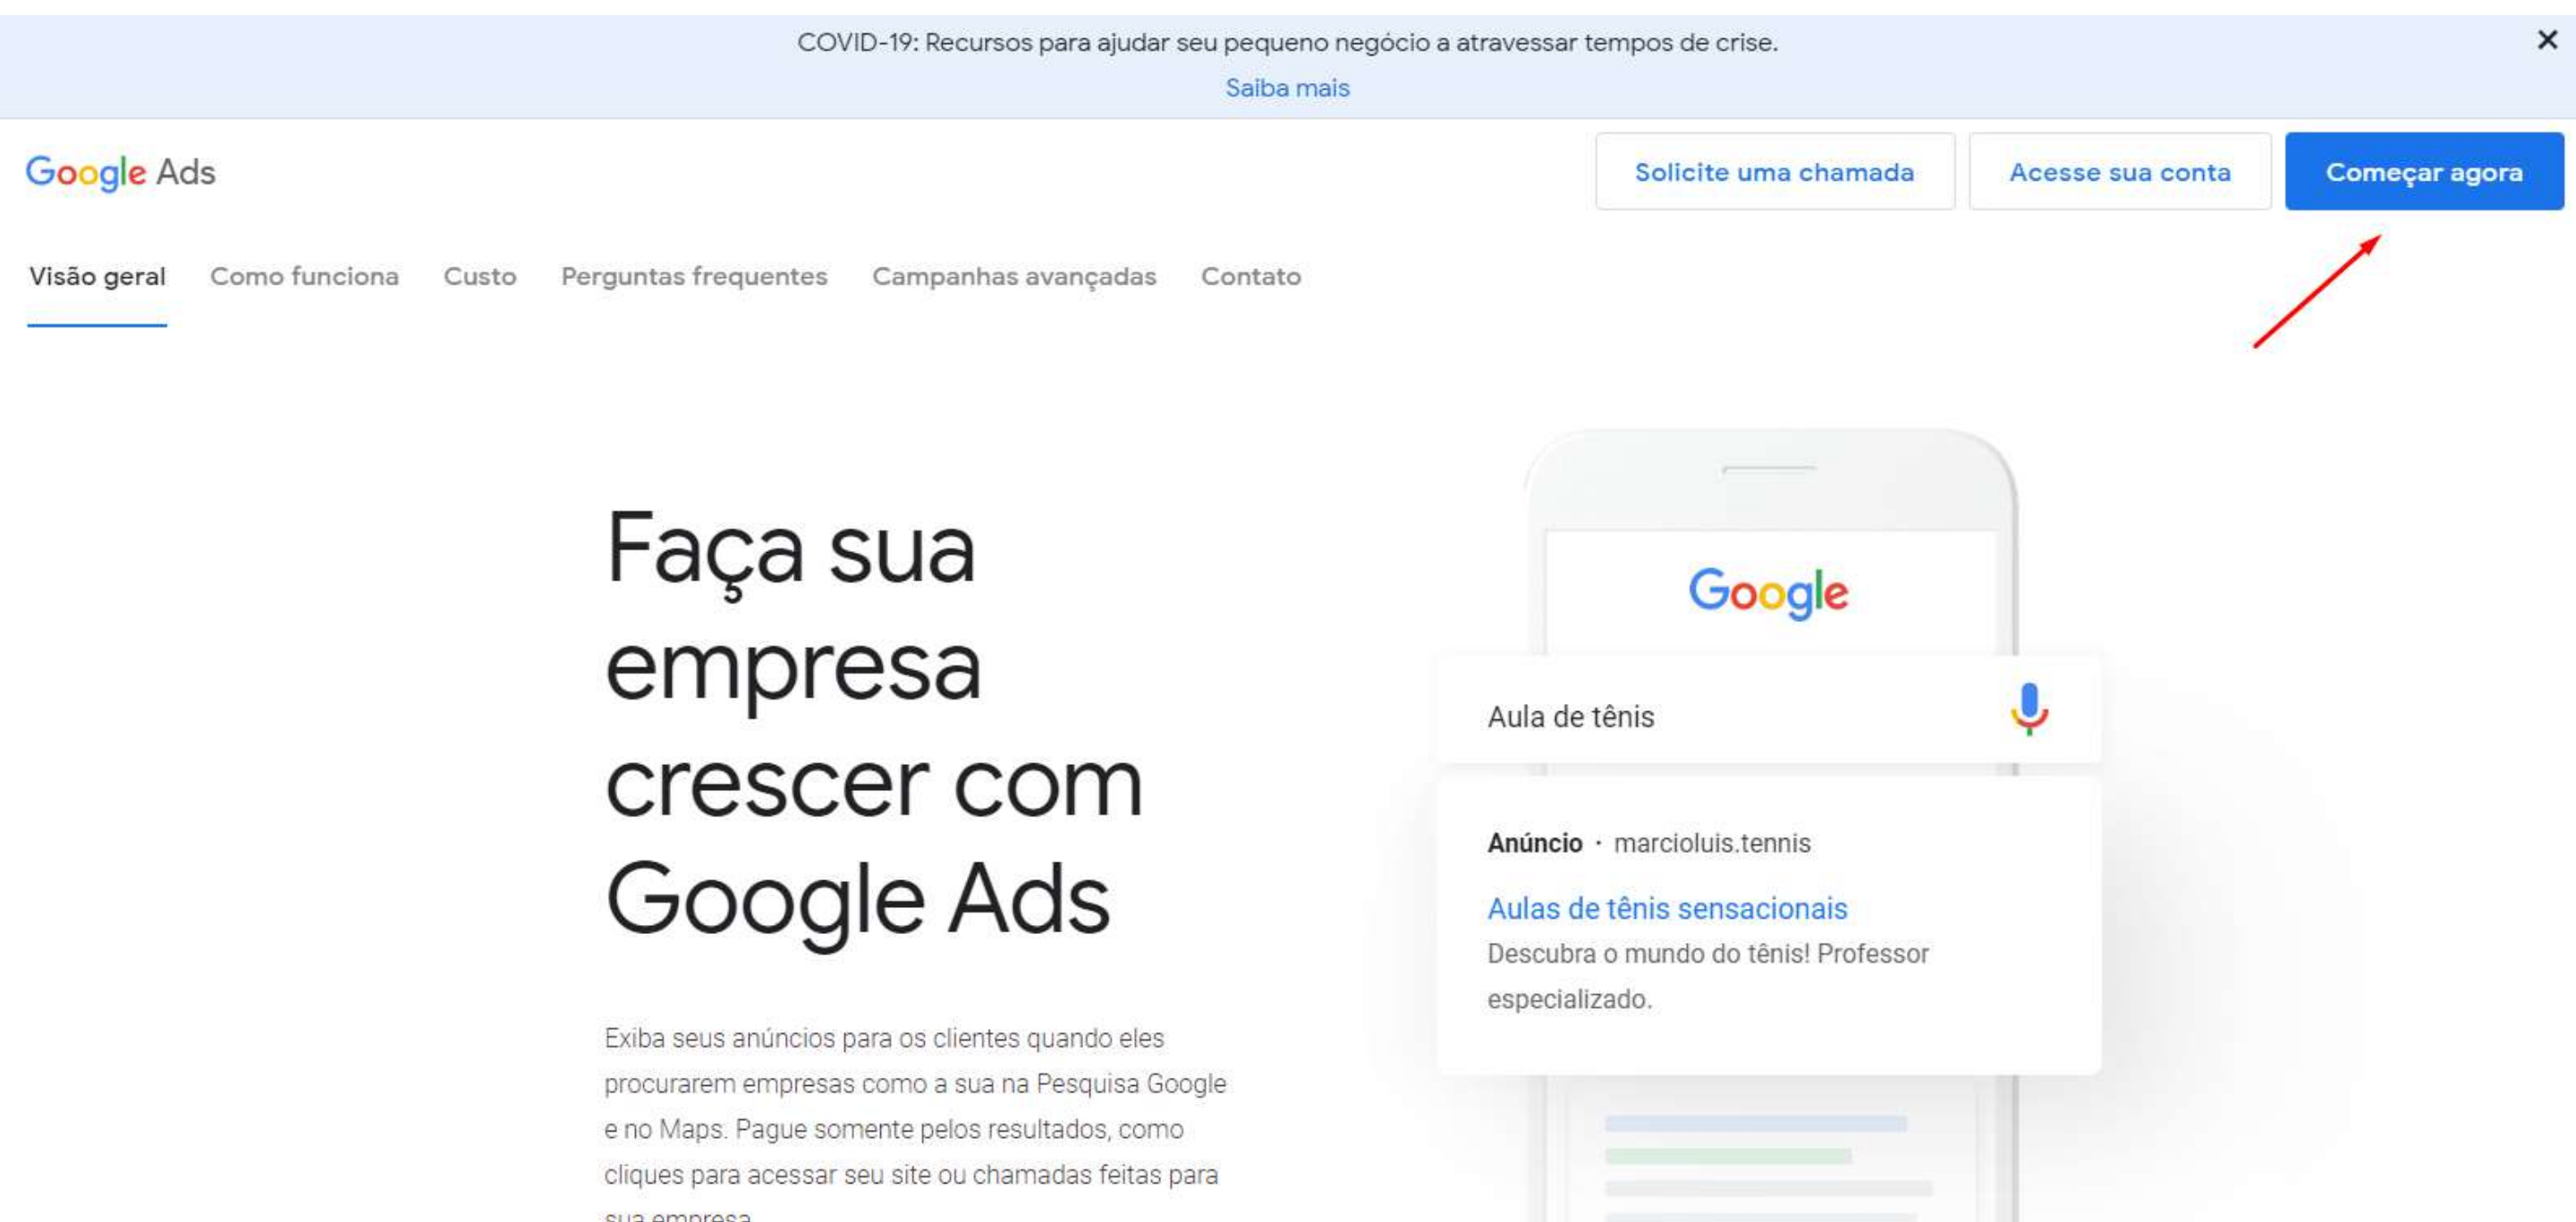 COVID-19: Recursos para ajudar seu pequeno negócio a atravessar tempos de crise.
Saiba mais
Google Ads
Solicite uma chamada
Acesse sua conta
Começar agora
Visão geral
Como funciona
Custo
Perguntas frequentes
Campanhas avançadas
Contato
Faça sua
empresa
crescer com
Google Ads
Exiba seus anúncios para os clientes quando eles
procurarem empresas como a sua na Pesquisa Google
e no Maps. Pague somente pelos resultados, como
cliques para acessar seu site ou chamadas feitas para
sua empresa
Google
Aula de tênis
Anúncio · marcioluis.tennis
Aulas de tênis sensacionais
Descubra o mundo do tênis! Professor
especializado.